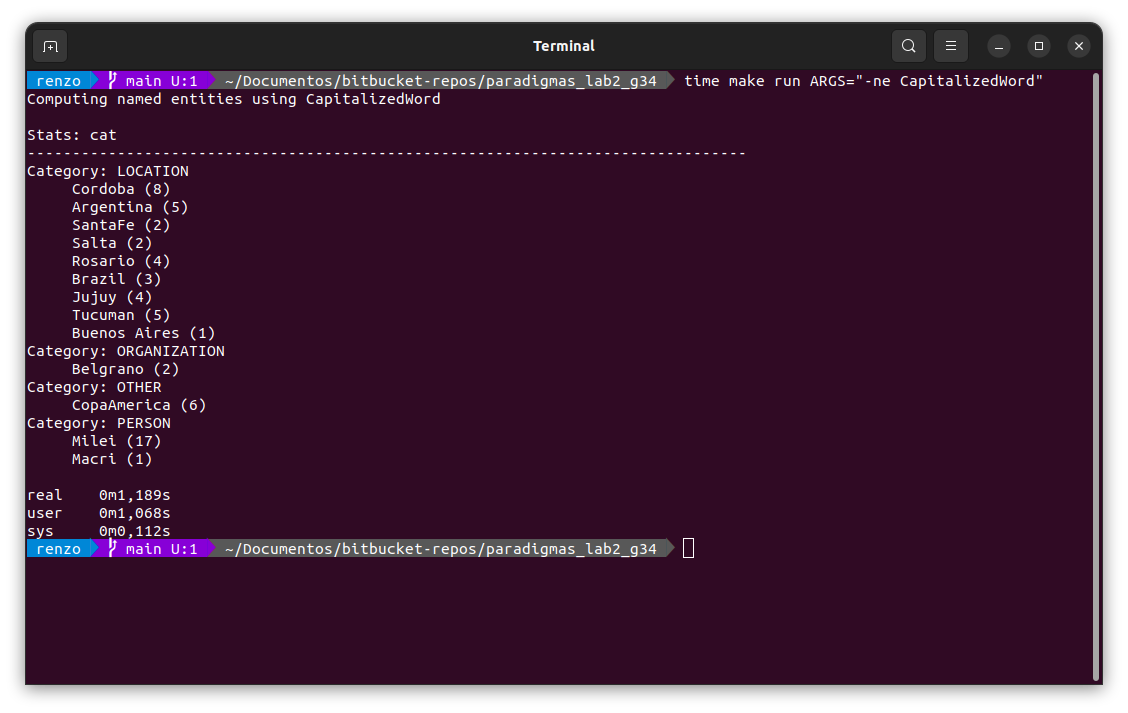 Terminal
renzo main U:1 ~/Documentos/bitbucket-repos/paradigmas_lab2_g34 time make run ARGS="-ne CapitalizedWord"
Computing named entities using CapitalizedWord
Stats: cat
--------------------------------------------------------------------------------
Category: LOCATION
Cordoba (8)
Argentina (5)
SantaFe (2)
Salta (2)
Rosario (4)
Brazil (3)
Jujuy (4)
Tucuman (5)
Buenos Aires (1)
Category: ORGANIZATION
Belgrano (2)
Category: OTHER
CopaAmerica (6)
Category: PERSON
Milei (17)
Macri (1)
real 0m1,189s
user 0m1,068s
sys 0m0,112s
renzo main U:1 ~/Documentos/bitbucket-repos/paradigmas_lab2_g34